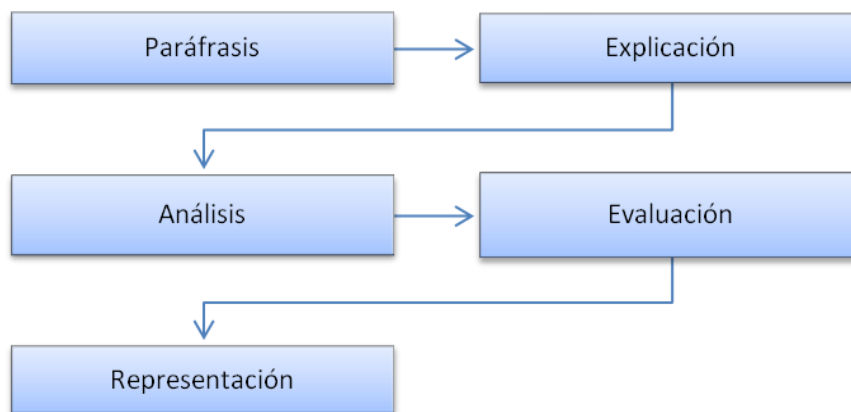 Paráfrasis
Explicación
Análisis
Evaluación
Representación